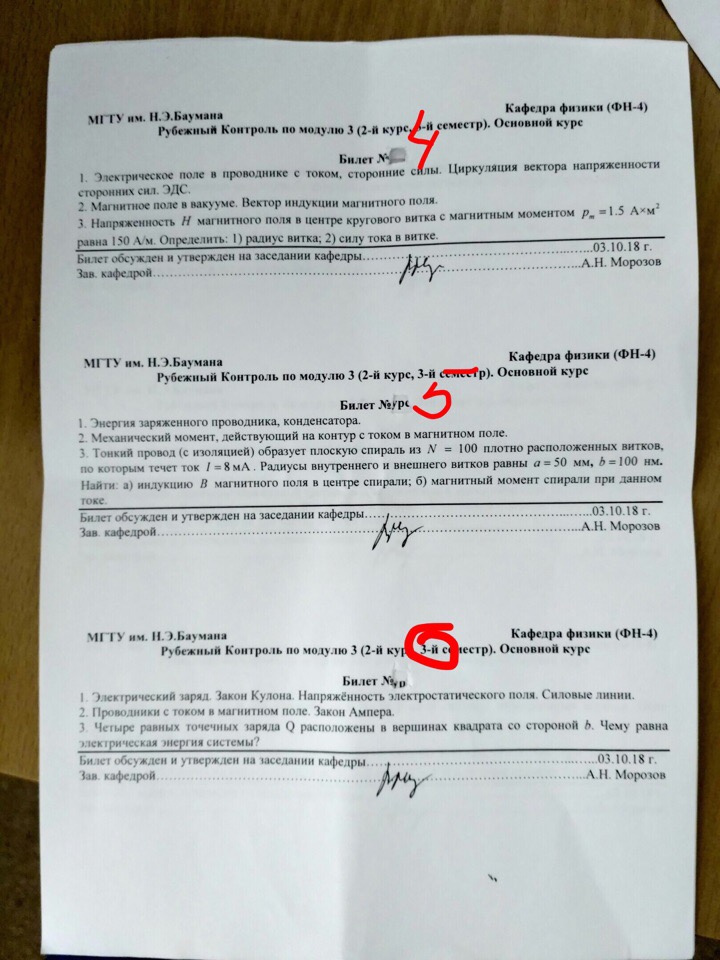 МГТУ им. Н.Э.Баумана Кафедра физики (ФН-4)
Рубежный Контроль по модулю 3 (2-й курс, 3-й семестр). Основной курс
Билет № 4
1. Электрическое поле в проводнике с током, сторонние силы. Циркуляция вектора напряженности
сторонних сил. ЭДС.
2. Магнитное поле в вакууме. Вектор индукции магнитного поля.
3. Напряженность H магнитного поля в центре кругового витка с магнитным моментом pm =1.5 А×м²
равна 150 А/м. Определить: 1) радиус витка; 2) силу тока в витке.
Билет обсужден и утвержден на заседании кафедры……………………………………03.10.18 г.
Зав. кафедрой……………………………………………………………………А.Н. Морозов
МГТУ им. Н.Э.Баумана Кафедра физики (ФН-4)
Рубежный Контроль по модулю 3 (2-й курс, 3-й семестр). Основной курс
Билет № 5
1. Энергия заряженного проводника, конденсатора.
2. Механический момент, действующий на контур с током в магнитном поле.
3. Тонкий провод (с изоляцией) образует плоскую спираль из N = 100 плотно расположенных витков,
по которым течет ток I = 8 мА . Радиусы внутреннего и внешнего витков равны a = 50 мм, b = 100 нм.
Найти: а) индукцию B магнитного поля в центре спирали; б) магнитный момент спирали при данном
токе.
Билет обсужден и утвержден на заседании кафедры……………………………………03.10.18 г.
Зав. кафедрой……………………………………………………………………А.Н. Морозов
МГТУ им. Н.Э.Баумана Кафедра физики (ФН-4)
Рубежный Контроль по модулю 3 (2-й курс, 3-й семестр). Основной курс
6
Билет №
1. Электрический заряд. Закон Кулона. Напряжённость электростатического поля. Силовые линии.
2. Проводники с током в магнитном поле. Закон Ампера.
3. Четыре равных точечных заряда Q расположены в вершинах квадрата со стороной b. Чему равна
электрическая энергия системы?
Билет обсужден и утвержден на заседании кафедры……………………………………03.10.18 г.
Зав. кафедрой……………………………………………………………………А.Н. Морозов